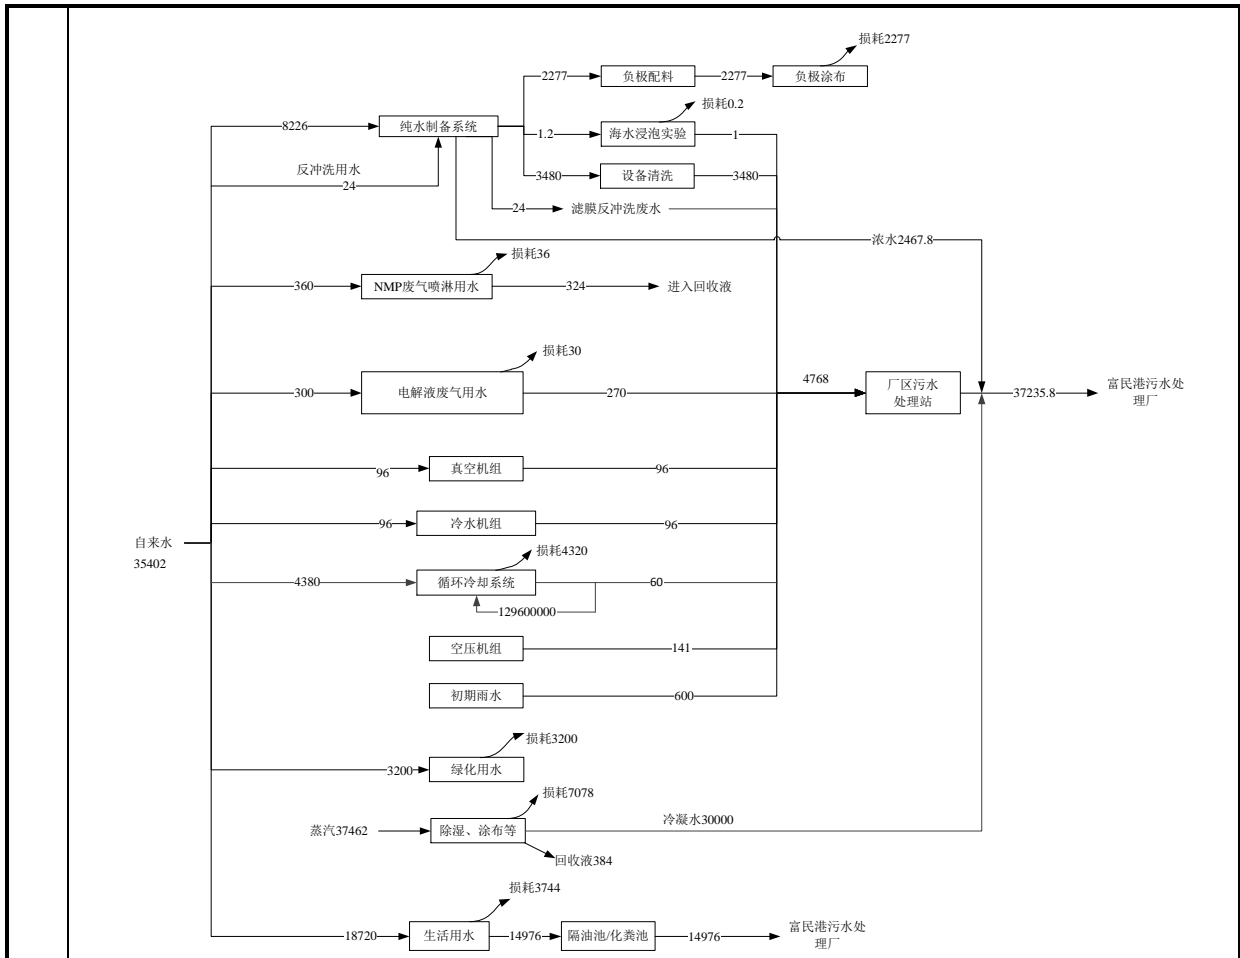 损耗2277
2277
负极配料
2277
负极涂布
损耗0.2
8226
纯水制备系统
1.2
海水浸泡实验
1
反冲洗用水
24
3480
设备清洗
3480
24
滤膜反冲洗废水
浓水2467.8
损耗36
360
NMP废气喷淋用水
324
进入回收液
损耗30
300
电解液废气用水
270
4768
厂区污水
处理站
37235.8
富民港污水处
理厂
96
真空机组
96
96
冷水机组
96
自来水
35402
损耗4320
4380
循环冷却系统
60
129600000
空压机组
141
初期雨水
600
损耗3200
3200
绿化用水
损耗7078
蒸汽37462
除湿、涂布等
冷凝水30000
回收液384
损耗3744
18720
生活用水
14976
隔油池/化粪池
14976
富民港污水处
理厂